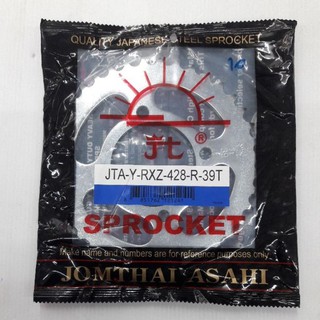 QUALITY JAPANESE STEEL SPROCKET
jt®
JTA-Y-RXZ-428-R-39T
SPROCKET
Make name and numbers are for reference purposes only.
JOMTHAI ASAHI